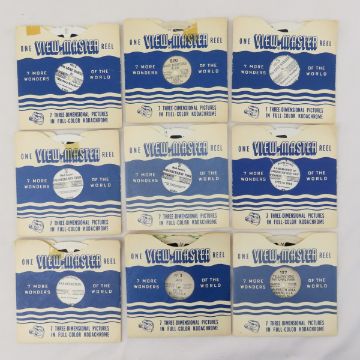 ONE VIEW-MASTER REEL
7 MORE WONDERS OF THE WORLD
7 THREE-DIMENSIONAL PICTURES
IN FULL-COLOR KODACHROME
ONE VIEW-MASTER REEL
7 MORE WONDERS OF THE WORLD
7 THREE-DIMENSIONAL PICTURES
IN FULL-COLOR KODACHROME
ONE VIEW-MASTER REEL
7 MORE WONDERS OF THE WORLD
7 THREE-DIMENSIONAL PICTURES
IN FULL-COLOR KODACHROME
ONE VIEW-MASTER REEL
7 MORE WONDERS OF THE WORLD
7 THREE-DIMENSIONAL PICTURES
IN FULL-COLOR KODACHROME
ONE VIEW-MASTER REEL
7 MORE WONDERS OF THE WORLD
7 THREE-DIMENSIONAL PICTURES
IN FULL-COLOR KODACHROME
ONE VIEW-MASTER REEL
7 MORE WONDERS OF THE WORLD
7 THREE-DIMENSIONAL PICTURES
IN FULL-COLOR KODACHROME
ONE VIEW-MASTER REEL
7 MORE WONDERS OF THE WORLD
7 THREE-DIMENSIONAL PICTURES
IN FULL-COLOR KODACHROME
ONE VIEW-MASTER REEL
7 MORE WONDERS OF THE WORLD
7 THREE-DIMENSIONAL PICTURES
IN FULL-COLOR KODACHROME
ONE VIEW-MASTER REEL
7 MORE WONDERS OF THE WORLD
127
7 THREE-DIMENSIONAL PICTURES
IN FULL-COLOR KODACHROME